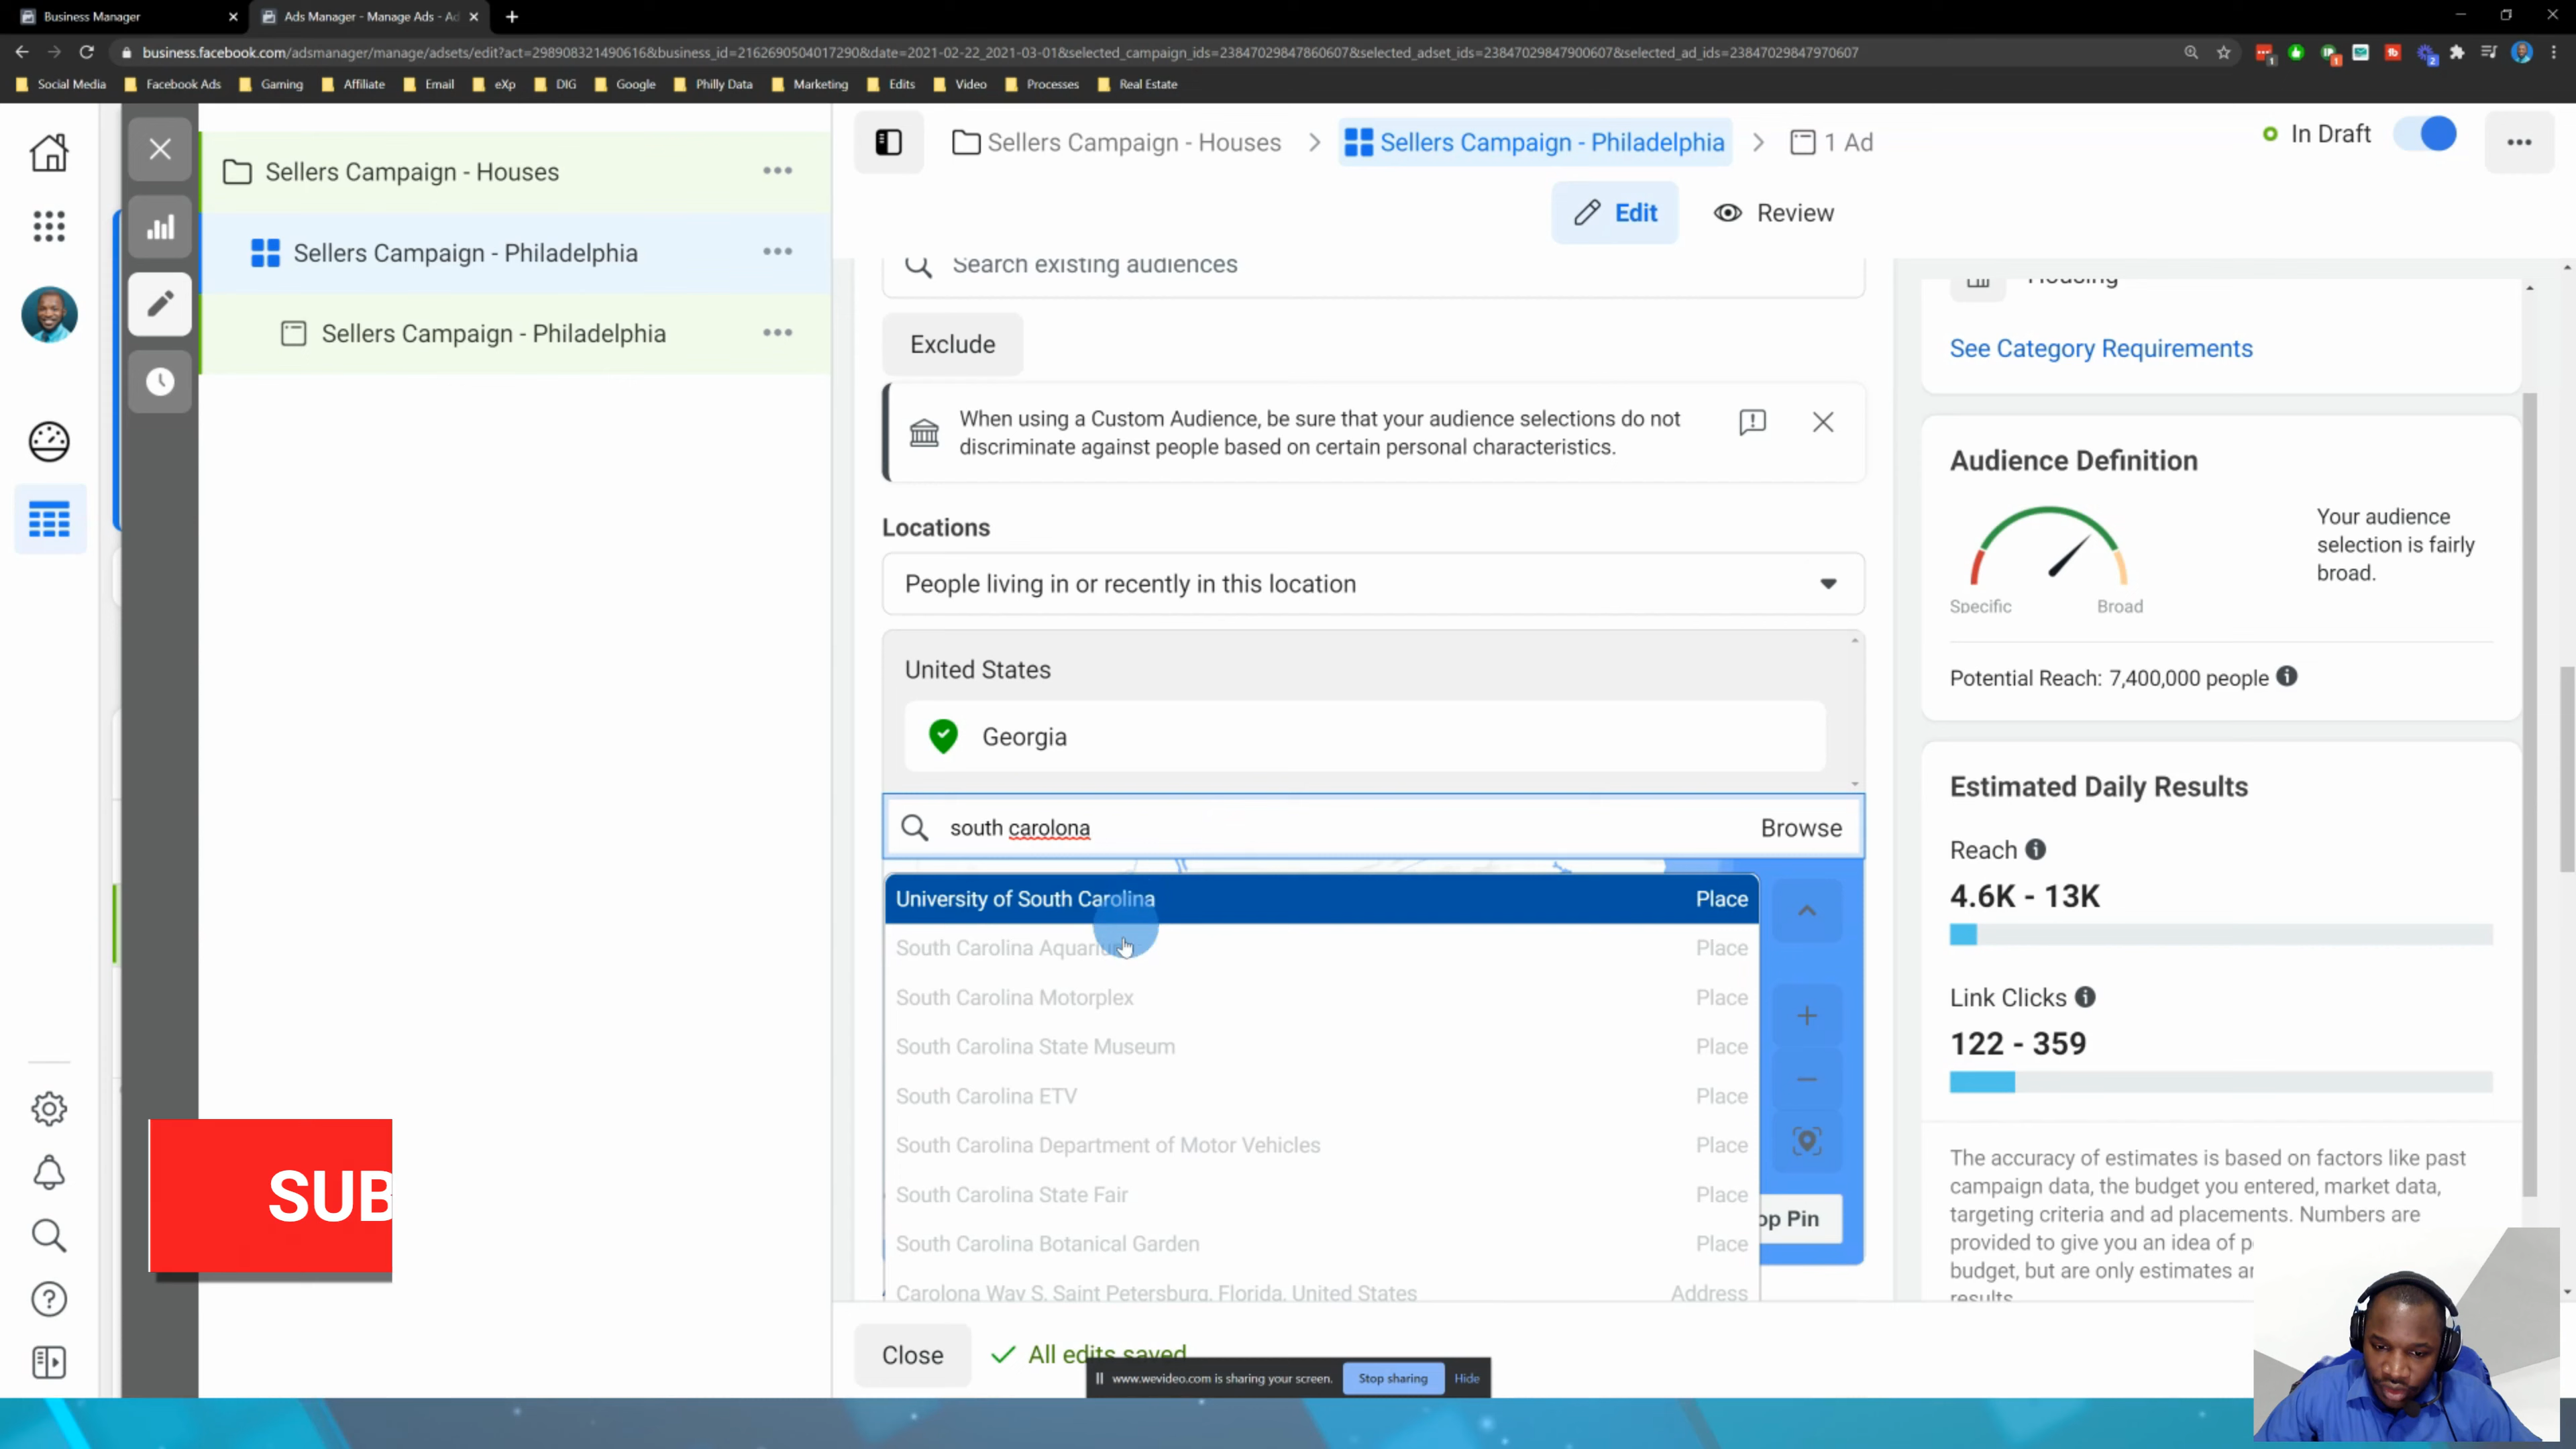 Business Manager
Ads Manager - Manage Ads - Ad
business.facebook.com/adsmanager/manage/adsets/edit?act=298908321490616&business_id=2162690504017290&date=2021-02-22_2021-03-01&selected_campaign_ids=23847029847860607&selected_adset_ids=23847029847900607&selected_ad_ids=23847029847970607
Social Media
Facebook Ads
Gaming
Affiliate
Email
eXp
DIG
Google
Philly Data
Marketing
Edits
Video
Processes
Real Estate
Sellers Campaign - Houses
Sellers Campaign - Philadelphia
Sellers Campaign - Philadelphia
Sellers Campaign - Houses
Sellers Campaign - Philadelphia
1 Ad
In Draft
Edit
Review
Search existing audiences
Exclude
When using a Custom Audience, be sure that your audience selections do not
discriminate against people based on certain personal characteristics.
Locations
People living in or recently in this location
United States
Georgia
south carolona
Browse
University of South Carolina Place
South Carolina Aquarium Place
South Carolina Motorplex Place
South Carolina State Museum Place
South Carolina ETV Place
South Carolina Department of Motor Vehicles Place
South Carolina State Fair Place
South Carolina Botanical Garden Place
Carolona Way S, Saint Petersburg, Florida, United States Address
op Pin
Close
All edits saved
www.wevideo.com is sharing your screen.
Stop sharing
Hide
Housing
See Category Requirements
Audience Definition
Your audience
selection is fairly
broad.
Specific
Broad
Potential Reach: 7,400,000 people
Estimated Daily Results
Reach
4.6K - 13K
Link Clicks
122 - 359
The accuracy of estimates is based on factors like past
campaign data, the budget you entered, market data,
targeting criteria and ad placements. Numbers are
provided to give you an idea of p
budget, but are only estimates ar
results.
SUB